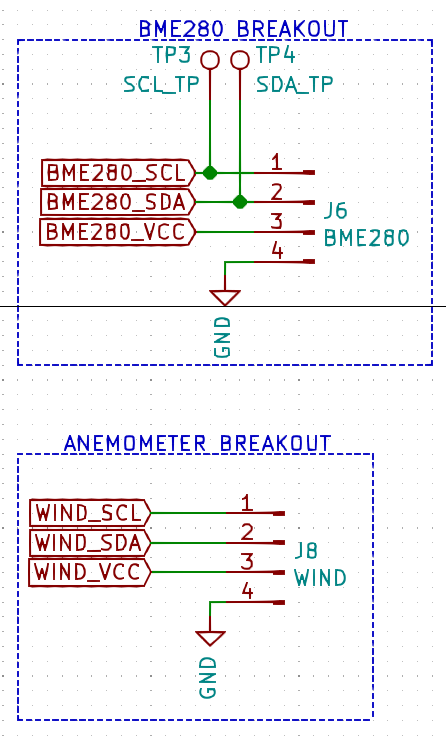 BME280 BREAKOUT
TP3 TP4
SCL_TP SDA_TP
BME280_SCL 1
BME280_SDA 2
J6
BME280_VCC 3
BME280
4
GND
ANEMOMETER BREAKOUT
WIND_SCL 1
WIND_SDA 2
J8
WIND_VCC 3
WIND
4
GND